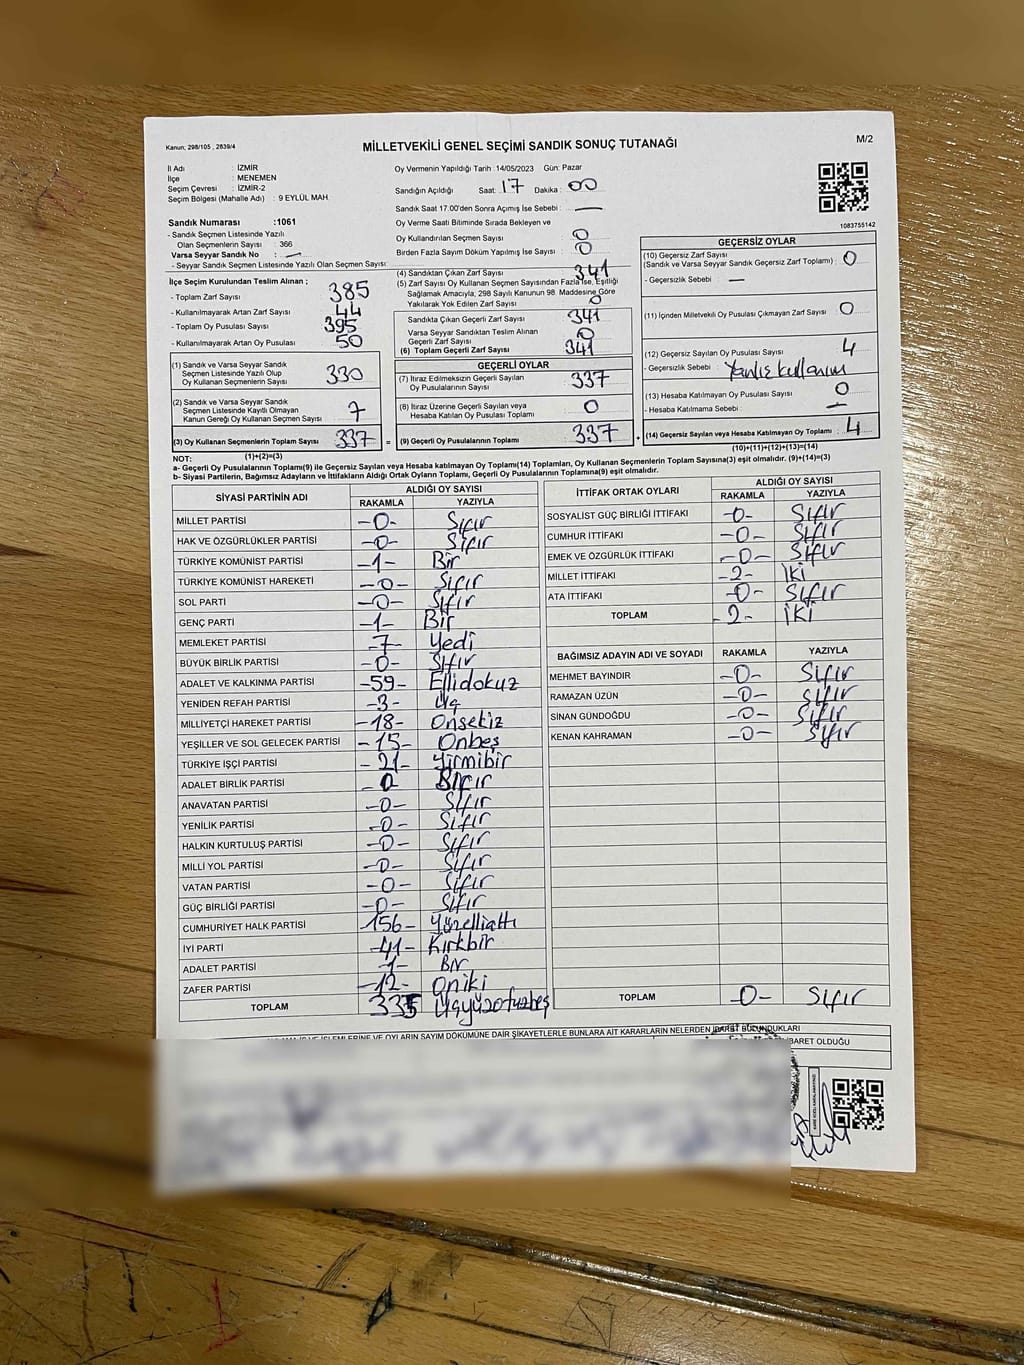 Kanun; 298/105 , 2839/4
MİLLETVEKİLİ GENEL SEÇİMİ SANDIK SONUÇ TUTANAĞI
M/2
İl Adı : İZMİR
İlçe : MENEMEN
Seçim Çevresi : İZMİR-2
Seçim Bölgesi (Mahalle Adı) : 9 EYLÜL MAH
Oy Vermenin Yapıldığı Tarih :14/05/2023 Gün: Pazar
Sandığın Açıldığı Saat: 17 Dakika : 00
Sandık Saat 17.00'den Sonra Açımış İse Sebebi : —
Oy Verme Saati Bitiminde Sırada Bekleyen ve
Oy Kullandırılan Seçmen Sayısı : 0
Birden Fazla Sayım Döküm Yapılmış İse Sayısı : 0
1083755142
Sandık Numarası :1061
- Sandık Seçmen Listesinde Yazılı
Olan Seçmenlerin Sayısı : 366
Varsa Seyyar Sandık No : —
- Seyyar Sandık Seçmen Listesinde Yazılı Olan Seçmen Sayısı:
İlçe Seçim Kurulundan Teslim Alınan ;
- Toplam Zarf Sayısı 385
- Kullanılmayarak Artan Zarf Sayısı 44
- Toplam Oy Pusulası Sayısı 395
- Kullanılmayarak Artan Oy Pusulası 50
(1) Sandık ve Varsa Seyyar Sandık
Seçmen Listesinde Yazılı Olup
Oy Kullanan Seçmenlerin Sayısı 330
(2) Sandık ve Varsa Seyyar Sandık
Seçmen Listesinde Kayıtlı Olmayan
Kanun Gereği Oy Kullanan Seçmen Sayısı 7
(3) Oy Kullanan Seçmenlerin Toplam Sayısı 337 =
(1)+(2)=(3)
(4) Sandıktan Çıkan Zarf Sayısı 341
(5) Zarf Sayısı Oy Kullanan Seçmen Sayısından Fazla İse, Eşitliği
Sağlamak Amacıyla, 298 Sayılı Kanunun 98. Maddesine Göre
Yakılarak Yok Edilen Zarf Sayısı 0
Sandıkta Çıkan Geçerli Zarf Sayısı 341
Varsa Seyyar Sandıktan Teslim Alınan
Geçerli Zarf Sayısı 0
(6) Toplam Geçerli Zarf Sayısı 341
GEÇERLİ OYLAR
(7) İtiraz Edilmeksizin Geçerli Sayılan
Oy Pusulalarının Sayısı 337
(8) İtiraz Üzerine Geçerli Sayılan veya
Hesaba Katılan Oy Pusulası Toplamı 0
(9) Geçerli Oy Pusulalarının Toplamı 337
GEÇERSİZ OYLAR
(10) Geçersiz Zarf Sayısı
(Sandık ve Varsa Seyyar Sandık Geçersiz Zarf Toplamı) : 0
- Geçersizlik Sebebi : —
(11) İçinden Milletvekili Oy Pusulası Çıkmayan Zarf Sayısı 0
(12) Geçersiz Sayılan Oy Pusulası Sayısı 4
- Geçersizlik Sebebi : Yanlış kullanım
(13) Hesaba Katılmayan Oy Pusulası Sayısı 0
- Hesaba Katılmama Sebebi : —
(14) Geçersiz Sayılan veya Hesaba Katılmayan Oy Toplamı : 4
(10)+(11)+(12)+(13)=(14)
NOT:
a- Geçerli Oy Pusulalarının Toplamı(9) ile Geçersiz Sayılan veya Hesaba katılmayan Oy Toplamı(14) Toplamları, Oy Kullanan Seçmenlerin Toplam Sayısına(3) eşit olmalıdır. (9)+(14)=(3)
b- Siyasi Partilerin, Bağımsız Adayların ve İttifakların Aldığı Ortak Oyların Toplamı, Geçerli Oy Pusulalarının Toplamına(9) eşit olmalıdır.
SİYASİ PARTİNİN ADI ALDIĞI OY SAYISI
RAKAMLA YAZIYLA
MİLLET PARTİSİ -0- Sıfır
HAK VE ÖZGÜRLÜKLER PARTİSİ -0- Sıfır
TÜRKİYE KOMÜNİST PARTİSİ -1- Bir
TÜRKİYE KOMÜNİST HAREKETİ -0- Sıfır
SOL PARTİ -0- Sıfır
GENÇ PARTİ -1- Bir
MEMLEKET PARTİSİ -7- Yedi
BÜYÜK BİRLİK PARTİSİ -0- Sıfır
ADALET VE KALKINMA PARTİSİ -59- Ellidokuz
YENİDEN REFAH PARTİSİ -3- Üç
MİLLİYETÇİ HAREKET PARTİSİ -18- Onsekiz
YEŞİLLER VE SOL GELECEK PARTİSİ -15- Onbeş
TÜRKİYE İŞÇİ PARTİSİ -21- Yirmibir
ADALET BİRLİK PARTİSİ -0
ANAVATAN PARTİSİ -0- Sıfır
YENİLİK PARTİSİ -0- Sıfır
HALKIN KURTULUŞ PARTİSİ -0- Sıfır
MİLLİ YOL PARTİSİ -0- Sıfır
VATAN PARTİSİ -0- Sıfır
GÜÇ BİRLİĞİ PARTİSİ -0- Sıfır
CUMHURİYET HALK PARTİSİ 156- Yüzellialtı
İYİ PARTİ -41- Kırkbir
ADALET PARTİSİ -1- Bir
ZAFER PARTİSİ -12- Oniki
TOPLAM 335 Üçyüzotuzbeş
İTTİFAK ORTAK OYLARI ALDIĞI OY SAYISI
RAKAMLA YAZIYLA
SOSYALİST GÜÇ BİRLİĞİ İTTİFAKI -0- Sıfır
CUMHUR İTTİFAKI -0- Sıfır
EMEK VE ÖZGÜRLÜK İTTİFAKI -0- Sıfır
MİLLET İTTİFAKI -2- İki
ATA İTTİFAKI -0- Sıfır
TOPLAM -2- İki
BAĞIMSIZ ADAYIN ADI VE SOYADI RAKAMLA YAZIYLA
MEHMET BAYINDIR -0- Sıfır
RAMAZAN ÜZÜN -0- Sıfır
SİNAN GÜNDOĞDU -0- Sıfır
KENAN KAHRAMAN -0- Sıfır
TOPLAM -0- Sıfır
İŞLEMLERİNE VE OYLARIN SAYIM DÖKÜMÜNE DAİR ŞİKAYETLERLE BUNLARA AİT KARARLARIN NELERDEN İBARET BULUNDUKLARI
İBARET OLDUĞU